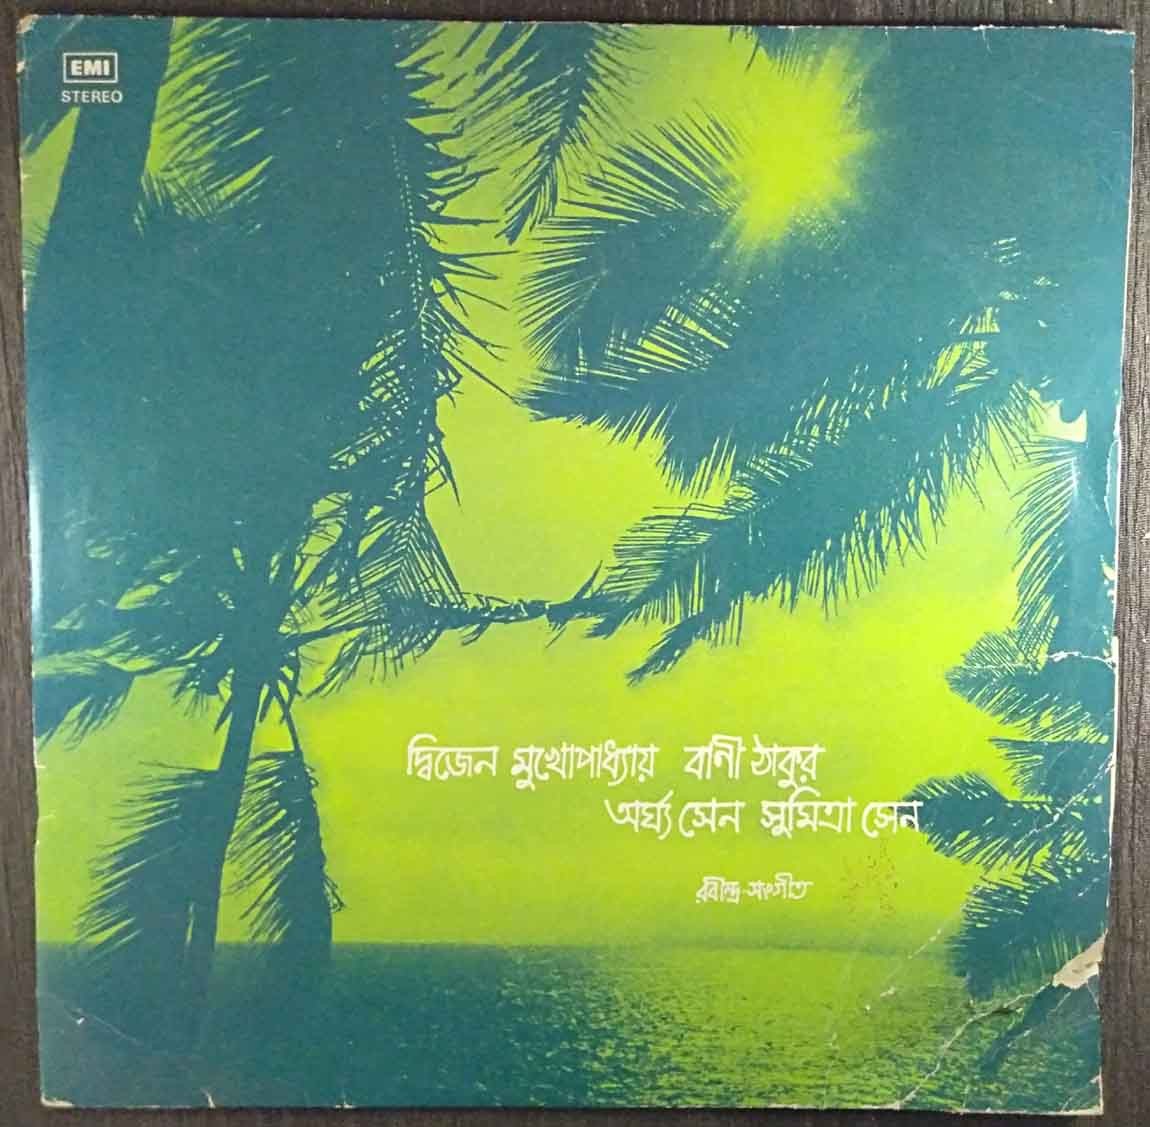 EMI
STEREO
দ্বিজেন মুখোপাধ্যায় বাণী ঠাকুর
অর্ঘ্য সেন সুমিত্রা সেন
রবীন্দ্র-সংগীত